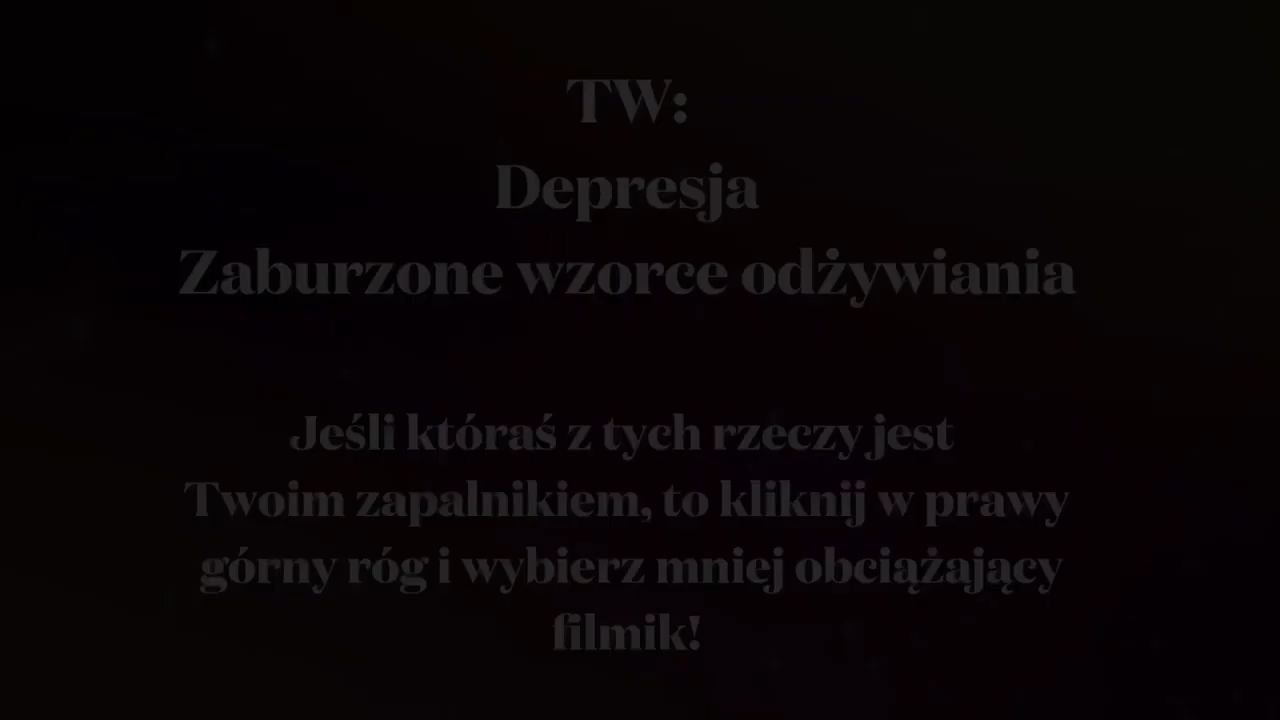 TW:
Depresja
Zaburzone wzorce odżywiania
Jeśli któraś z tych rzeczy jest
Twoim zapalnikiem, to kliknij w prawy
górny róg i wybierz mniej obciążający
filmik!